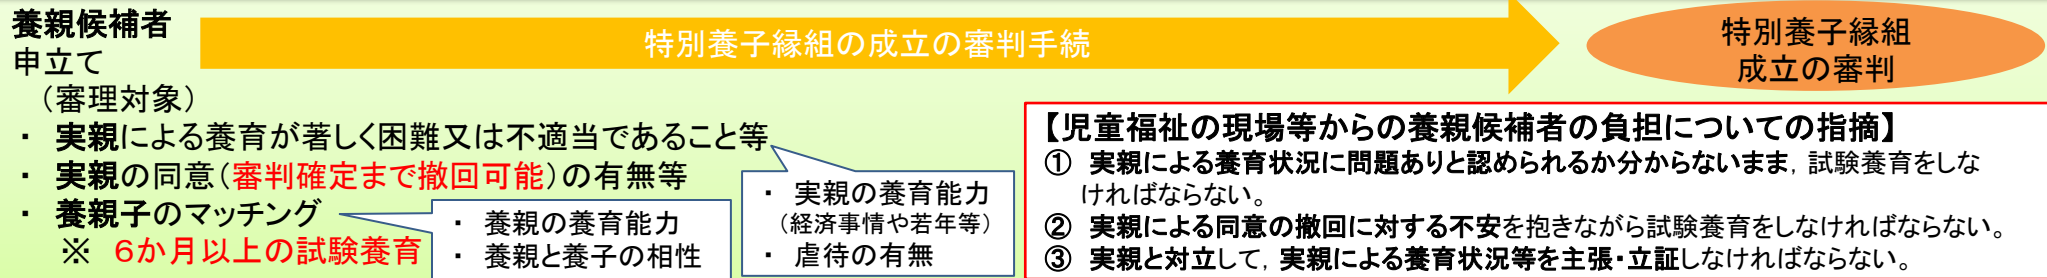 養親候補者
申立て
(審理対象)
・ 実親による養育が著しく困難又は不適当であること等
・ 実親の同意(審判確定まで撤回可能)の有無等
・ 養親子のマッチング
※ 6か月以上の試験養育
特別養子縁組の成立の審判手続
特別養子縁組
成立の審判
・ 養親の養育能力
・ 養親と養子の相性
・ 実親の養育能力
(経済事情や若年等)
・ 虐待の有無
【児童福祉の現場等からの養親候補者の負担についての指摘】
① 実親による養育状況に問題ありと認められるか分からないまま,試験養育をしな
ければならない。
② 実親による同意の撤回に対する不安を抱きながら試験養育をしなければならない。
③ 実親と対立して,実親による養育状況等を主張・立証しなければならない。